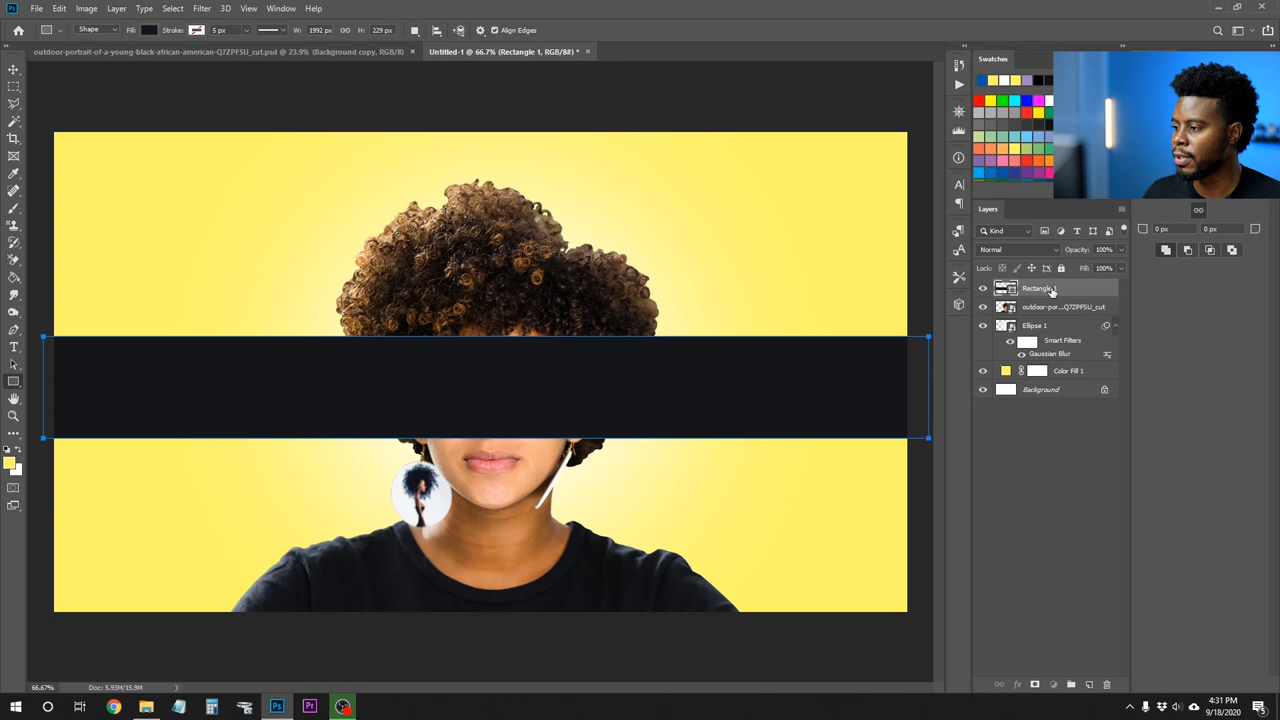 Ps File Edit Image Layer Type Select Filter 3D View Window Help
Shape Fill: Stroke: 5 px W: 1992 px H: 229 px Align Edges
outdoor-portrait-of-a-young-black-african-american-Q7ZPFSU_cut.psd @ 23.9% (Background copy, RGB/8) × Untitled-1 @ 66.7% (Rectangle 1, RGB/8#) * ×
Swatches
Layers
Kind
0 px 0 px
Normal Opacity: 100%
Lock: Fill: 100%
Rectangle 1
outdoor-por...Q7ZPFSU_cut
Ellipse 1
Smart Filters
Gaussian Blur
Color Fill 1
Background
66.67% Doc: 5.93M/15.9M
Ps Pr
4:31 PM
9/18/2020